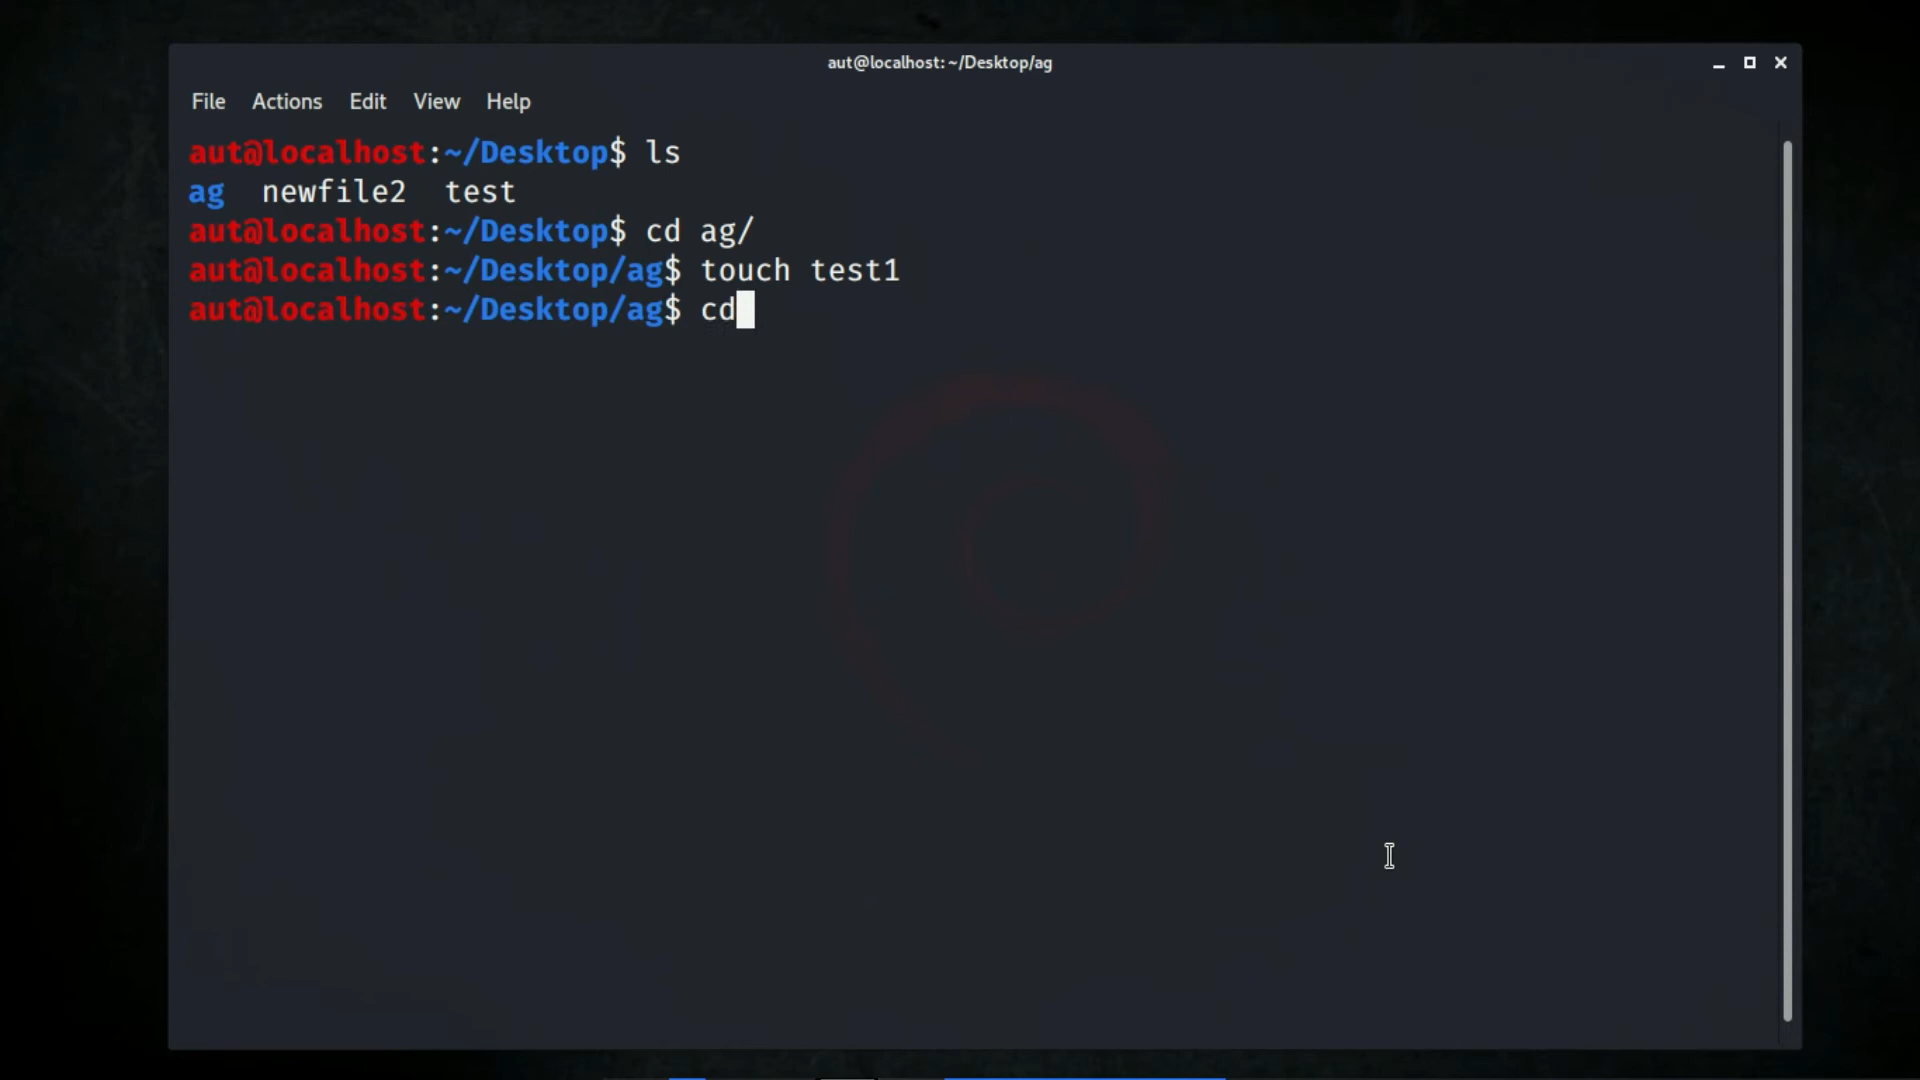 aut@localhost: ~/Desktop/ag
File Actions Edit View Help
aut@localhost:~/Desktop$ ls
ag newfile2 test
aut@localhost:~/Desktop$ cd ag/
aut@localhost:~/Desktop/ag$ touch test1
aut@localhost:~/Desktop/ag$ cd